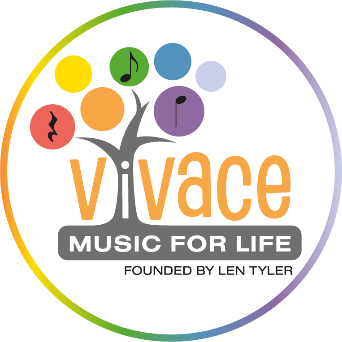 vivace
MUSIC FOR LIFE
FOUNDED BY LEN TYLER